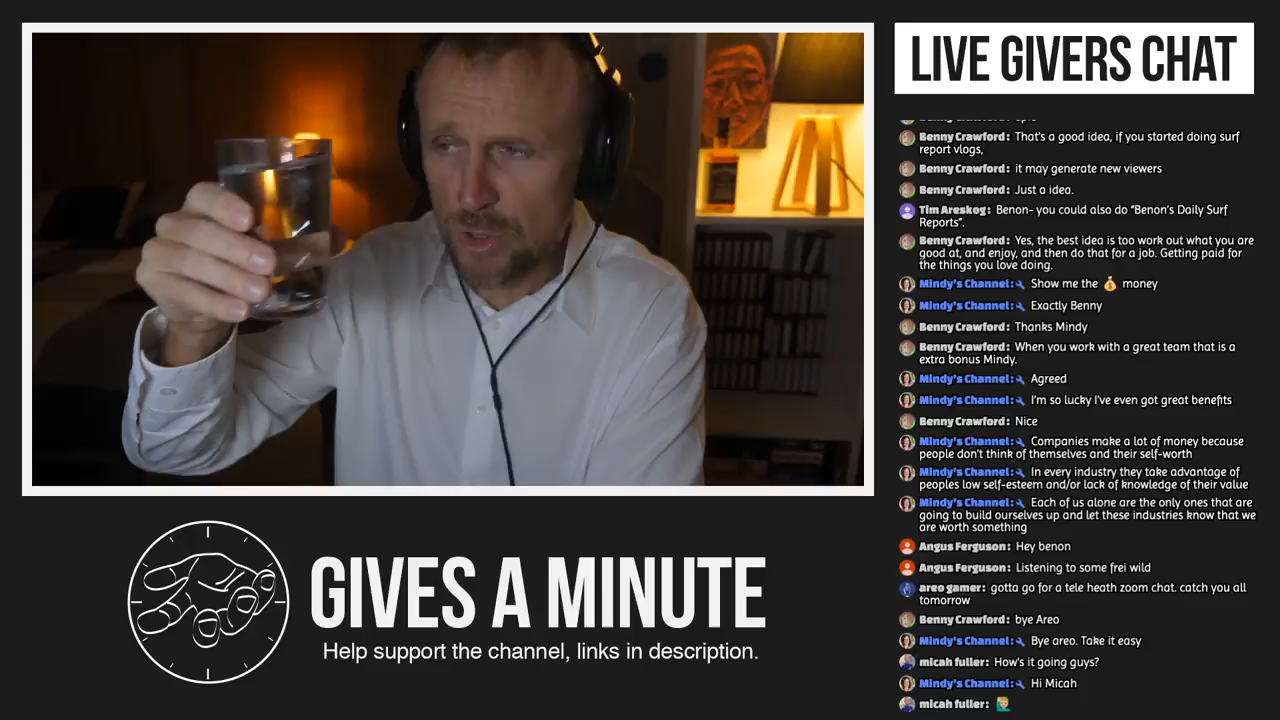 LIVE GIVERS CHAT
Benny Crawford: That's a good idea, if you started doing surf
report vlogs,
Benny Crawford: it may generate new viewers
Benny Crawford: Just a idea.
Tim Areskog: Benon- you could also do “Benon's Daily Surf
Reports”.
Benny Crawford: Yes, the best idea is too work out what you are
good at, and enjoy, and then do that for a job. Getting paid for
the things you love doing.
Mindy's Channel: Show me the 💰 money
Mindy's Channel: Exactly Benny
Benny Crawford: Thanks Mindy
Benny Crawford: When you work with a great team that is a
extra bonus Mindy.
Mindy's Channel: Agreed
Mindy's Channel: I'm so lucky I've even got great benefits
Benny Crawford: Nice
Mindy's Channel: Companies make a lot of money because
people don't think of themselves and their self-worth
Mindy's Channel: In every industry they take advantage of
peoples low self-esteem and/or lack of knowledge of their value
Mindy's Channel: Each of us alone are the only ones that are
going to build ourselves up and let these industries know that we
are worth something
Angus Ferguson: Hey benon
Angus Ferguson: Listening to some frei wild
areo gamer: gotta go for a tele heath zoom chat. catch you all
tomorrow
Benny Crawford: bye Areo
Mindy's Channel: Bye areo. Take it easy
micah fuller: How's it going guys?
Mindy's Channel: Hi Micah
micah fuller: 🙋🏼‍♂️
GIVES A MINUTE
Help support the channel, links in description.